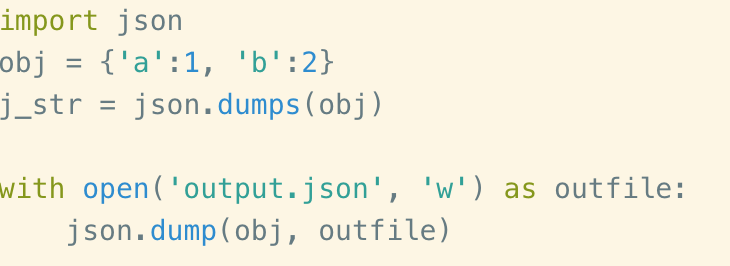 import json
obj = {'a':1, 'b':2}
j_str = json.dumps(obj)

with open('output.json', 'w') as outfile:
    json.dump(obj, outfile)